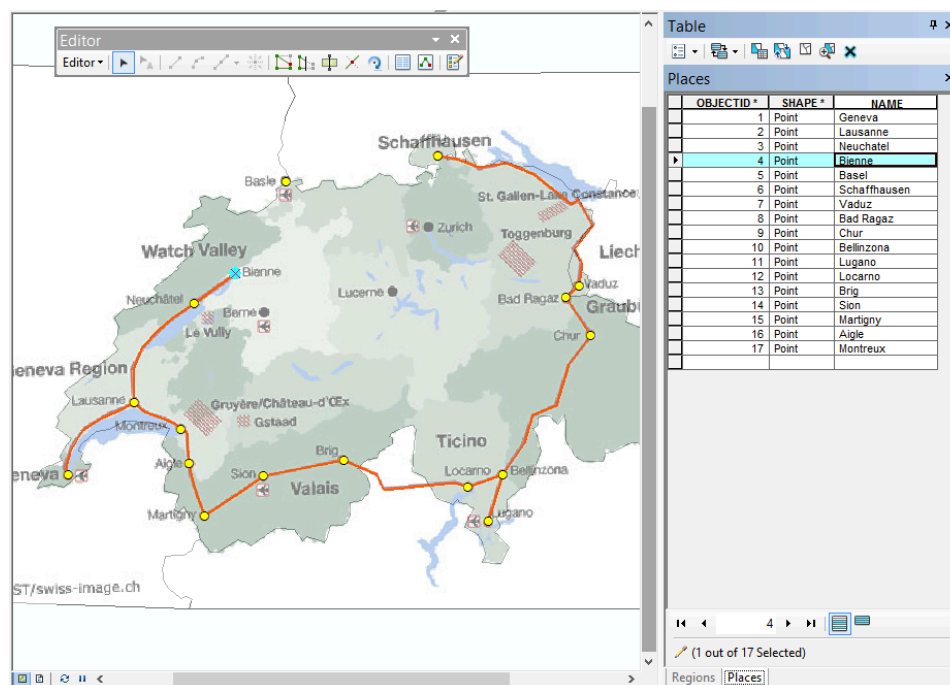 Editor
Editor
Schaffhausen
Basle
St. Gallen-Lake Constance
Zurich
Toggenburg
Watch Valley
Liech
Bienne
Vaduz
Lucerne
Neuchâtel
Bad Ragaz
Berne
Graub
Le Vully
Chur
Geneva Region
Lausanne
Gruyère/Château-d'Œx
Gstaad
Montreux
Ticino
Brig
Aigle
Locarno
Bellinzona
eneva
Sion
Valais
Martigny
Lugano
ST/swiss-image.ch
Table
Places
OBJECTID * SHAPE * NAME
1 Point Geneva
2 Point Lausanne
3 Point Neuchatel
4 Point Bienne
5 Point Basel
6 Point Schaffhausen
7 Point Vaduz
8 Point Bad Ragaz
9 Point Chur
10 Point Bellinzona
11 Point Lugano
12 Point Locarno
13 Point Brig
14 Point Sion
15 Point Martigny
16 Point Aigle
17 Point Montreux
4
(1 out of 17 Selected)
Regions Places